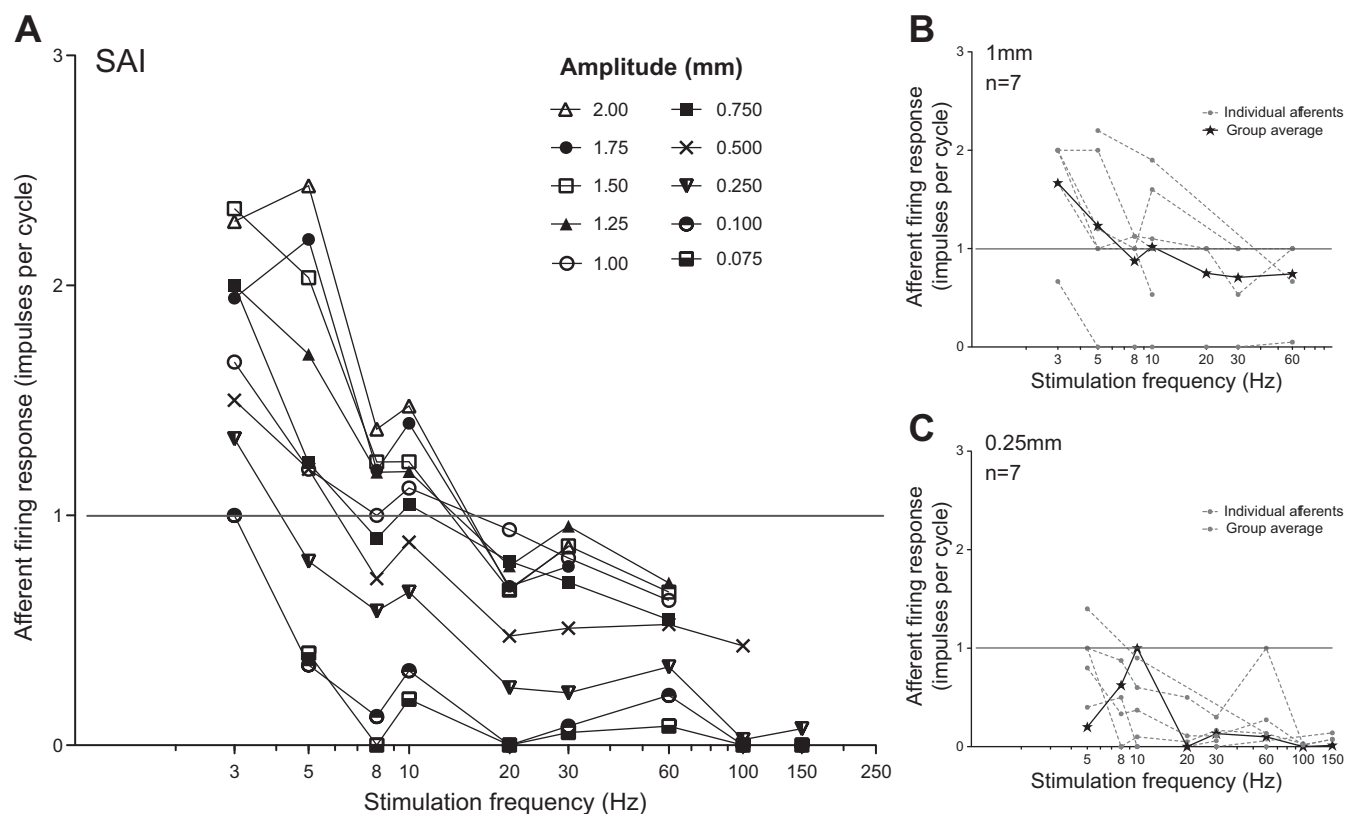 A
SAI
Afferent firing response (impulses per cycle)
3
2
1
0
Amplitude (mm)
2.00
0.750
1.75
0.500
1.50
0.250
1.25
0.100
1.00
0.075
3 5 8 10 20 30 60 100 150 250
Stimulation frequency (Hz)
B
1mm
n=7
Afferent firing response
(impulses per cycle)
3
2
1
0
Individual aferents
Group average
3 5 8 10 20 30 60
Stimulation frequency (Hz)
C
0.25mm
n=7
Afferent firing response
(impulses per cycle)
3
2
1
0
Individual afferents
Group average
5 8 10 20 30 60 100 150
Stimulation frequency (Hz)